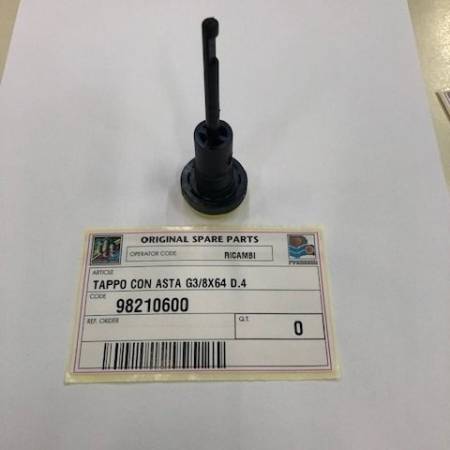 ORIGINAL SPARE PARTS
OPERATOR CODE RICAMBI
ARTICLE
TAPPO CON ASTA G3/8X64 D.4
CODE
98210600
REF. ORDER Q.T. 0